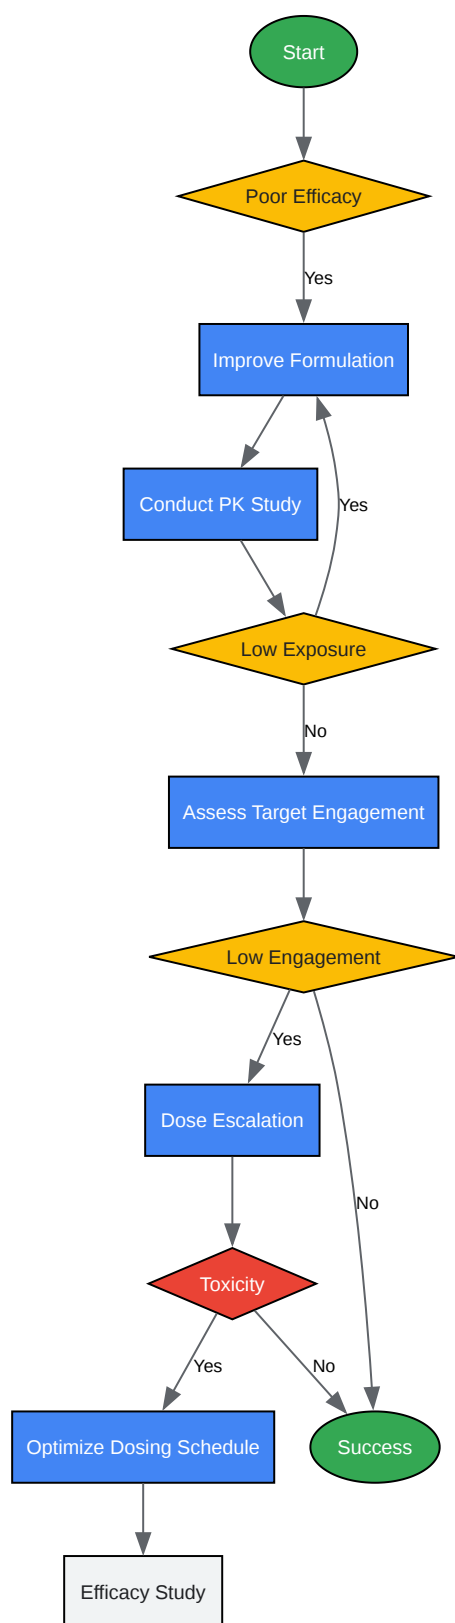 Start
Poor Efficacy
Yes
Improve Formulation
Conduct PK Study
Yes
Low Exposure
No
Assess Target Engagement
Low Engagement
Yes
Dose Escalation
No
Toxicity
Yes
No
Optimize Dosing Schedule
Success
Efficacy Study